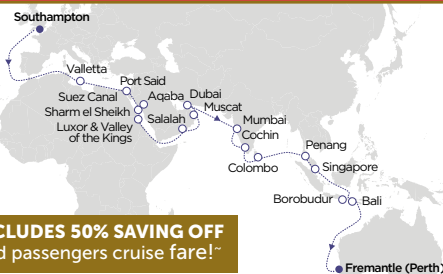 Southampton
Valletta
Port Said
Suez Canal
Aqaba
Dubai
Sharm el Sheikh
Muscat
Luxor & Valley
of the Kings
Salalah
Mumbai
Cochin
Colombo
Penang
Singapore
Borobudur
Bali
CLUDES 50% SAVING OFF
d passengers cruise fare!~
Fremantle (Perth)